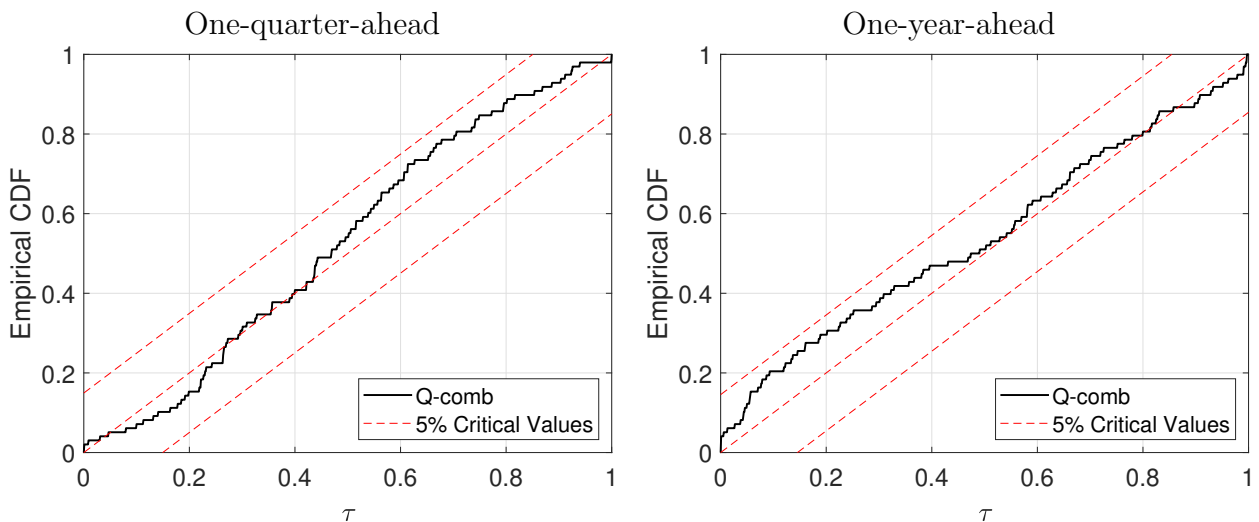 One-quarter-ahead
1
0.8
0.6
0.4
0.2
0
Empirical CDF
0 0.2 0.4 0.6 0.8 1
τ
Q-comb
5% Critical Values
One-year-ahead
1
0.8
0.6
0.4
0.2
0
Empirical CDF
0 0.2 0.4 0.6 0.8 1
τ
Q-comb
5% Critical Values